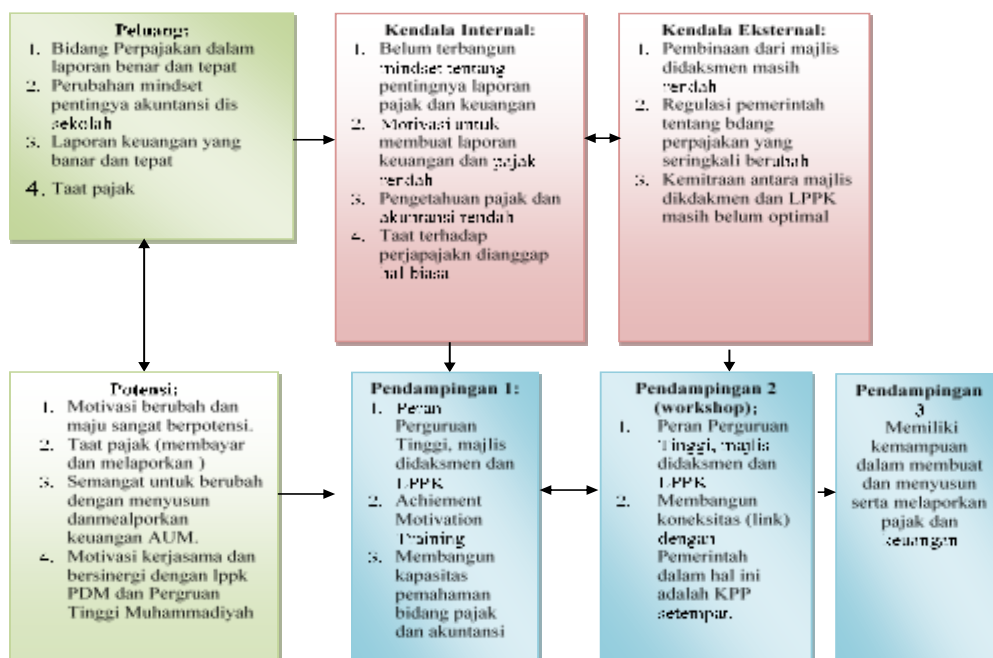 Peluang:
1. Bidang Perpajakan dalam
laporan benar dan tepat
2. Perubahan mindset
pentingya akuntansi dis
sekolah
3. Laporan keuangan yang
banar dan tepat
4. Taat pajak
Kendala Internal:
1. Belum terbangun
mindset tentang
pentingnya laporan
pajak dan keuangan
2. Motivasi untuk
membuat laporan
keuangan dan pajak
rendah
3. Pengetahuan pajak dan
akuntansi rendah
4. Taat terhadap
perjapajakn dianggap
hal biasa
Kendala Eksternal:
1. Pembinaan dari majlis
didaksmen masih
rendah
2. Regulasi pemerintah
tentang bdang
perpajakan yang
seringkali berubah
3. Kemitraan antara majlis
dikdakmen dan LPPK
masih belum optimal
Potensi:
1. Motivasi berubah dan
maju sangat berpotensi.
2. Taat pajak (membayar
dan melaporkan )
3. Semangat untuk berubah
dengan menyusun
danmealporkan
keuangan AUM.
4. Motivasi kerjasama dan
bersinergi dengan lppk
PDM dan Pergruan
Tinggi Muhammadiyah
Pendampingan 1:
1. Peran
Perguruan
Tinggi, majlis
didaksmen dan
LPPK
2. Achiement
Motivation
Training
3. Membangun
kapasitas
pemahaman
bidang pajak
dan akuntansi
Pendampingan 2
(workshop);
1. Peran Perguruan
Tinggi, majlis
didaksmen dan
LPPK
2. Membangun
koneksitas (link)
dengan
Pemerintah
dalam hal ini
adalah KPP
setempar.
Pendampingan
3
Memiliki
kemampuan
dalam membuat
dan menyusun
serta melaporkan
pajak dan
keuangan